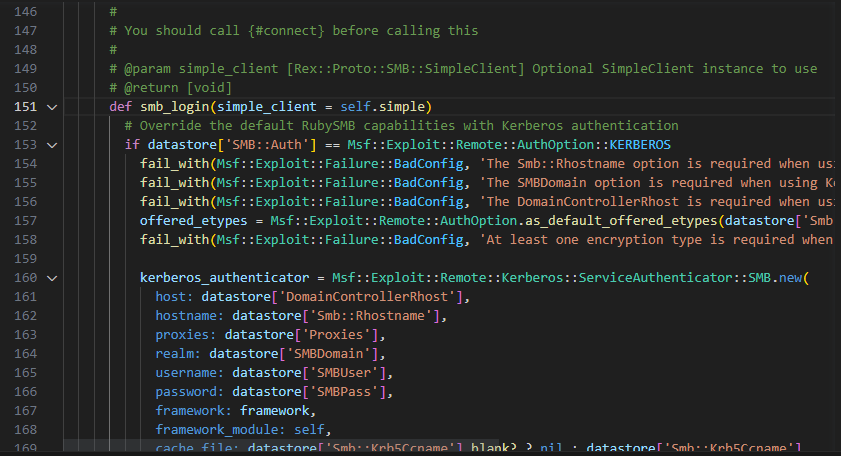 146 #
147 # You should call {#connect} before calling this
148 #
149 # @param simple_client [Rex::Proto::SMB::SimpleClient] Optional SimpleClient instance to use
150 # @return [void]
151 def smb_login(simple_client = self.simple)
152 # Override the default RubySMB capabilities with Kerberos authentication
153 if datastore['SMB::Auth'] == Msf::Exploit::Remote::AuthOption::KERBEROS
154 fail_with(Msf::Exploit::Failure::BadConfig, 'The Smb::Rhostname option is required when usi
155 fail_with(Msf::Exploit::Failure::BadConfig, 'The SMBDomain option is required when using Ke
156 fail_with(Msf::Exploit::Failure::BadConfig, 'The DomainControllerRhost is required when usi
157 offered_etypes = Msf::Exploit::Remote::AuthOption.as_default_offered_etypes(datastore['Smb
158 fail_with(Msf::Exploit::Failure::BadConfig, 'At least one encryption type is required when
159
160 kerberos_authenticator = Msf::Exploit::Remote::Kerberos::ServiceAuthenticator::SMB.new(
161 host: datastore['DomainControllerRhost'],
162 hostname: datastore['Smb::Rhostname'],
163 proxies: datastore['Proxies'],
164 realm: datastore['SMBDomain'],
165 username: datastore['SMBUser'],
166 password: datastore['SMBPass'],
167 framework: framework,
168 framework_module: self,
169 cache_file: datastore['Smb::Krb5Ccname'].blank? ? nil : datastore['Smb::Krb5Ccname']